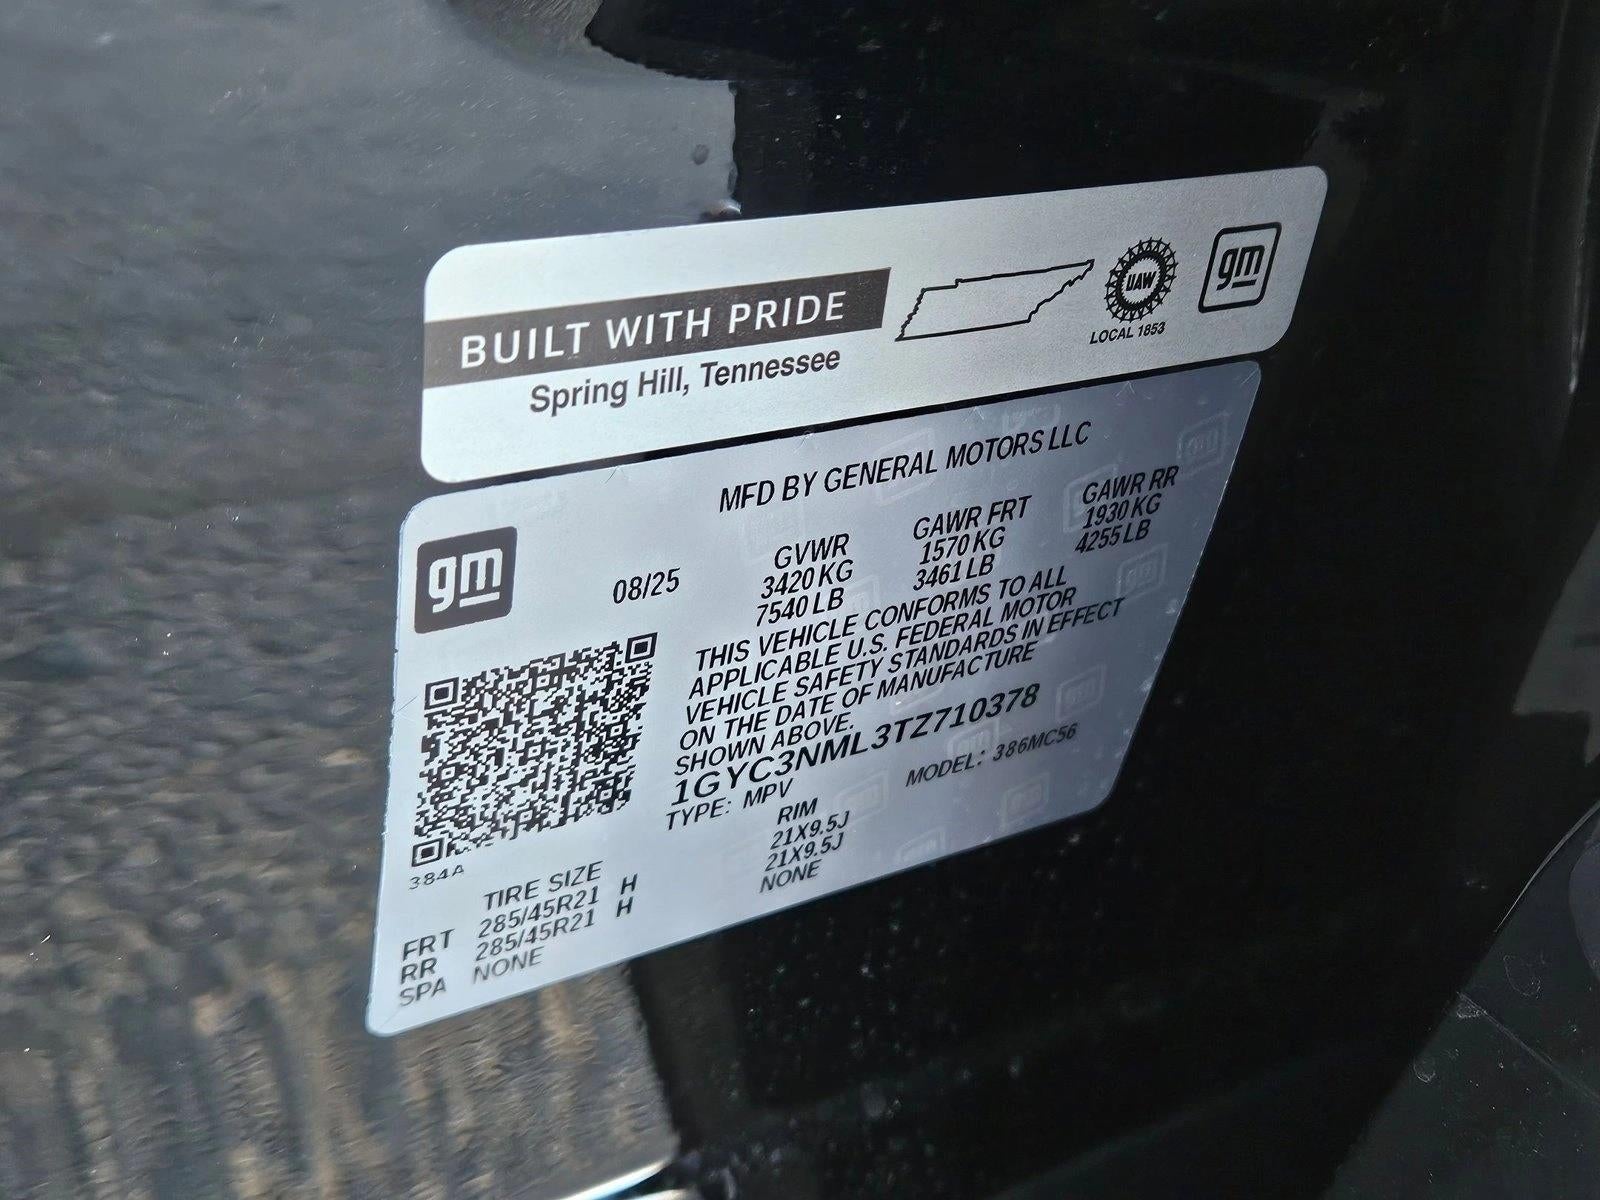 BUILT WITH PRIDE
Spring Hill, Tennessee
UAW
LOCAL 1853
gm
MFD BY GENERAL MOTORS LLC
gm
08/25
GVWR
3420 KG
7540 LB
GAWR FRT
1570 KG
3461 LB
GAWR RR
1930 KG
4255 LB
THIS VEHICLE CONFORMS TO ALL
APPLICABLE U.S. FEDERAL MOTOR
VEHICLE SAFETY STANDARDS IN EFFECT
ON THE DATE OF MANUFACTURE
SHOWN ABOVE.
1GYC3NML3TZ710378
TYPE: MPV
MODEL: 386MC56
384A
TIRE SIZE
RIM
FRT 285/45R21 H 21X9.5J
RR 285/45R21 H 21X9.5J
SPA NONE NONE